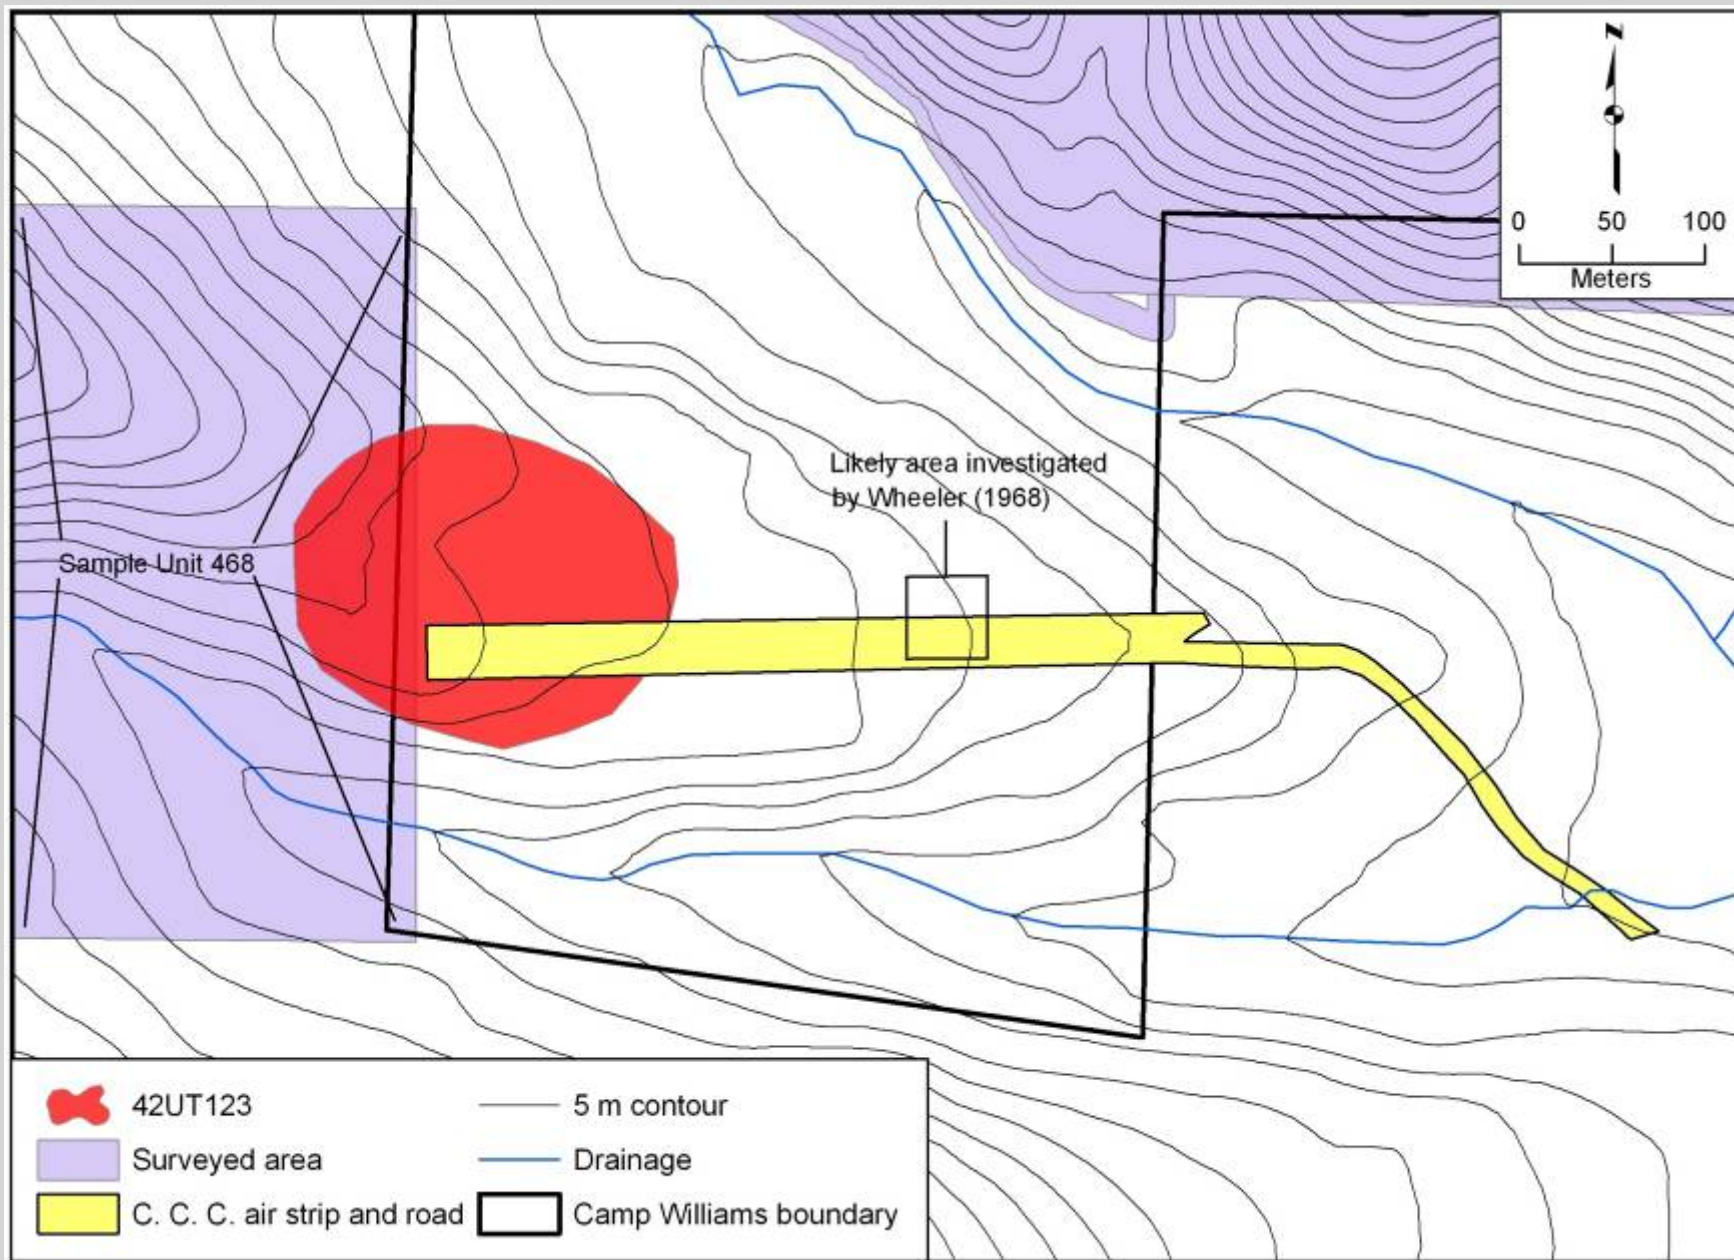 N
0 50 100
Meters
Likely area investigated
by Wheeler (1968)
Sample Unit 468
42UT123
5 m contour
Surveyed area
Drainage
C. C. C. air strip and road
Camp Williams boundary